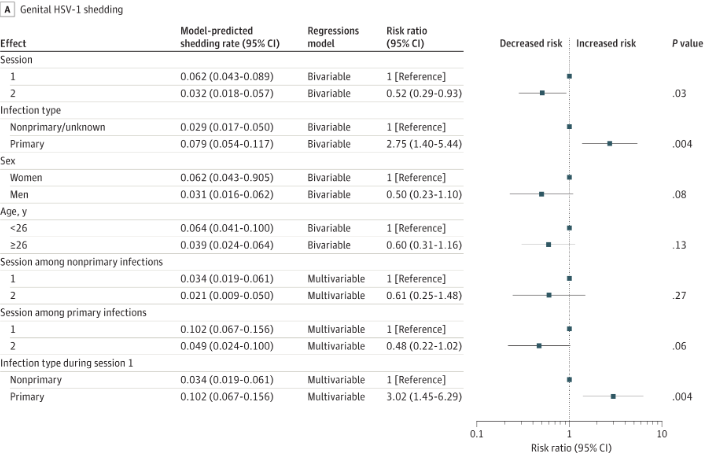 A Genital HSV-1 shedding
Model-predicted Regressions Risk ratio
Effect shedding rate (95% CI) model (95% CI) Decreased risk Increased risk P value
Session
1 0.062 (0.043-0.089) Bivariable 1 [Reference]
2 0.032 (0.018-0.057) Bivariable 0.52 (0.29-0.93) .03
Infection type
Nonprimary/unknown 0.029 (0.017-0.050) Bivariable 1 [Reference]
Primary 0.079 (0.054-0.117) Bivariable 2.75 (1.40-5.44) .004
Sex
Women 0.062 (0.043-0.905) Bivariable 1 [Reference]
Men 0.031 (0.016-0.062) Bivariable 0.50 (0.23-1.10) .08
Age, y
<26 0.064 (0.041-0.100) Bivariable 1 [Reference]
≥26 0.039 (0.024-0.064) Bivariable 0.60 (0.31-1.16) .13
Session among nonprimary infections
1 0.034 (0.019-0.061) Multivariable 1 [Reference]
2 0.021 (0.009-0.050) Multivariable 0.61 (0.25-1.48) .27
Session among primary infections
1 0.102 (0.067-0.156) Multivariable 1 [Reference]
2 0.049 (0.024-0.100) Multivariable 0.48 (0.22-1.02) .06
Infection type during session 1
Nonprimary 0.034 (0.019-0.061) Multivariable 1 [Reference]
Primary 0.102 (0.067-0.156) Multivariable 3.02 (1.45-6.29) .004
0.1 1 10
Risk ratio (95% CI)